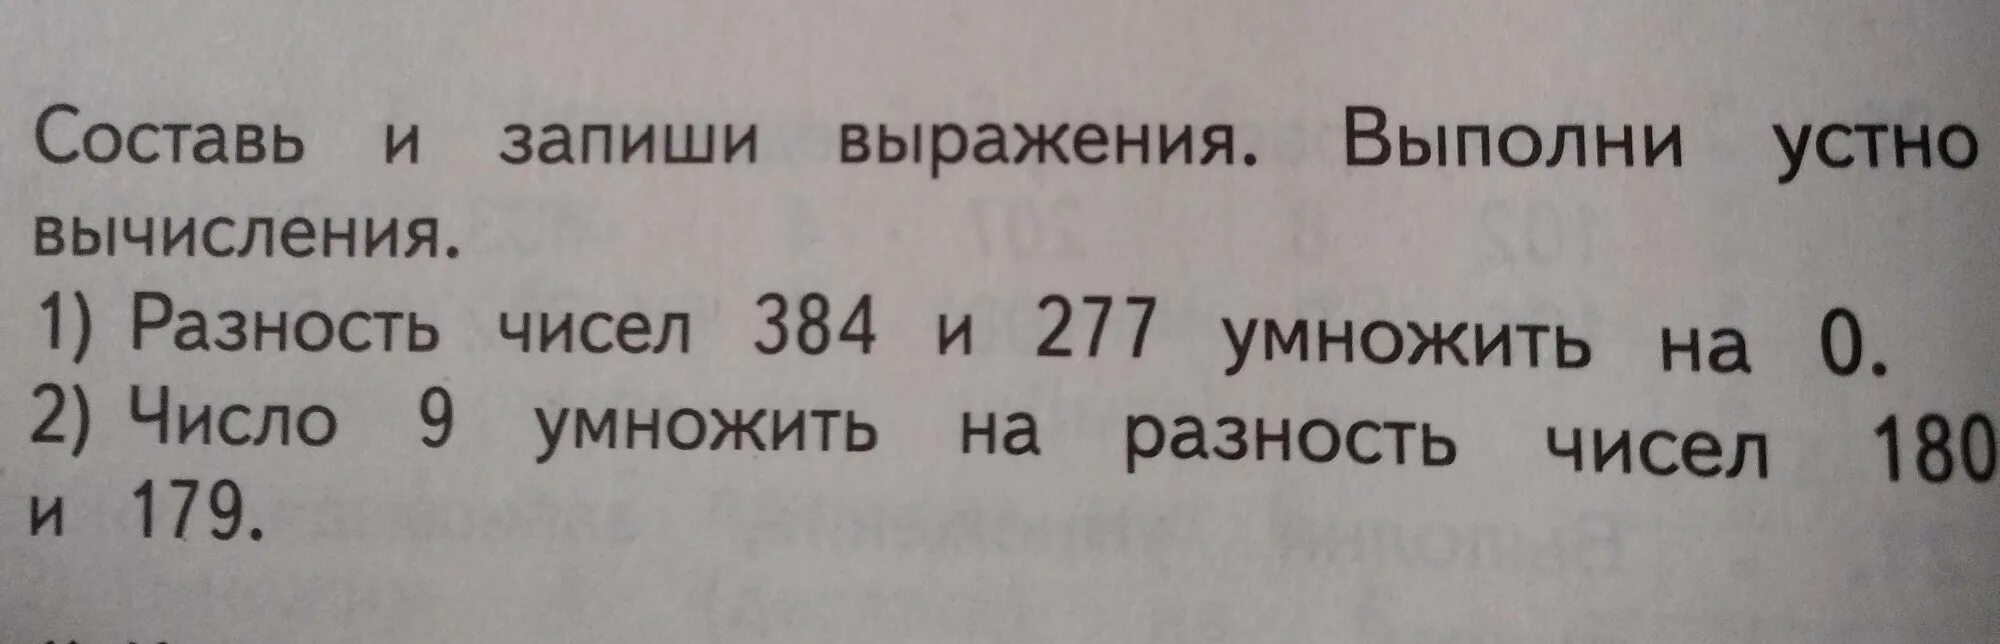 Составь и запиши выражения. Выполни устно
вычисления.
1) Разность чисел 384 и 277 умножить на 0.
2) Число 9 умножить на разность чисел 180
и 179.